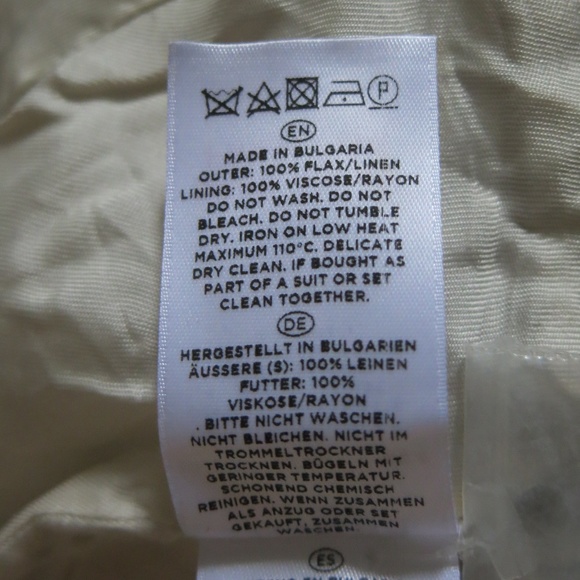 P
EN
MADE IN BULGARIA
OUTER: 100% FLAX/LINEN
LINING: 100% VISCOSE/RAYON
DO NOT WASH. DO NOT
BLEACH. DO NOT TUMBLE
DRY. IRON ON LOW HEAT
MAXIMUM 110°C. DELICATE
DRY CLEAN. IF BOUGHT AS
PART OF A SUIT OR SET
CLEAN TOGETHER.
DE
HERGESTELLT IN BULGARIEN
ÄUSSERE (S): 100% LEINEN
FUTTER: 100%
VISKOSE/RAYON
. BITTE NICHT WASCHEN.
NICHT BLEICHEN. NICHT IM
TROMMELTROCKNER
TROCKNEN. BÜGELN MIT
GERINGER TEMPERATUR.
SCHONEND CHEMISCH
REINIGEN. WENN ZUSAMMEN
ALS ANZUG ODER SET
GEKAUFT, ZUSAMMEN
WASCHEN.
ES